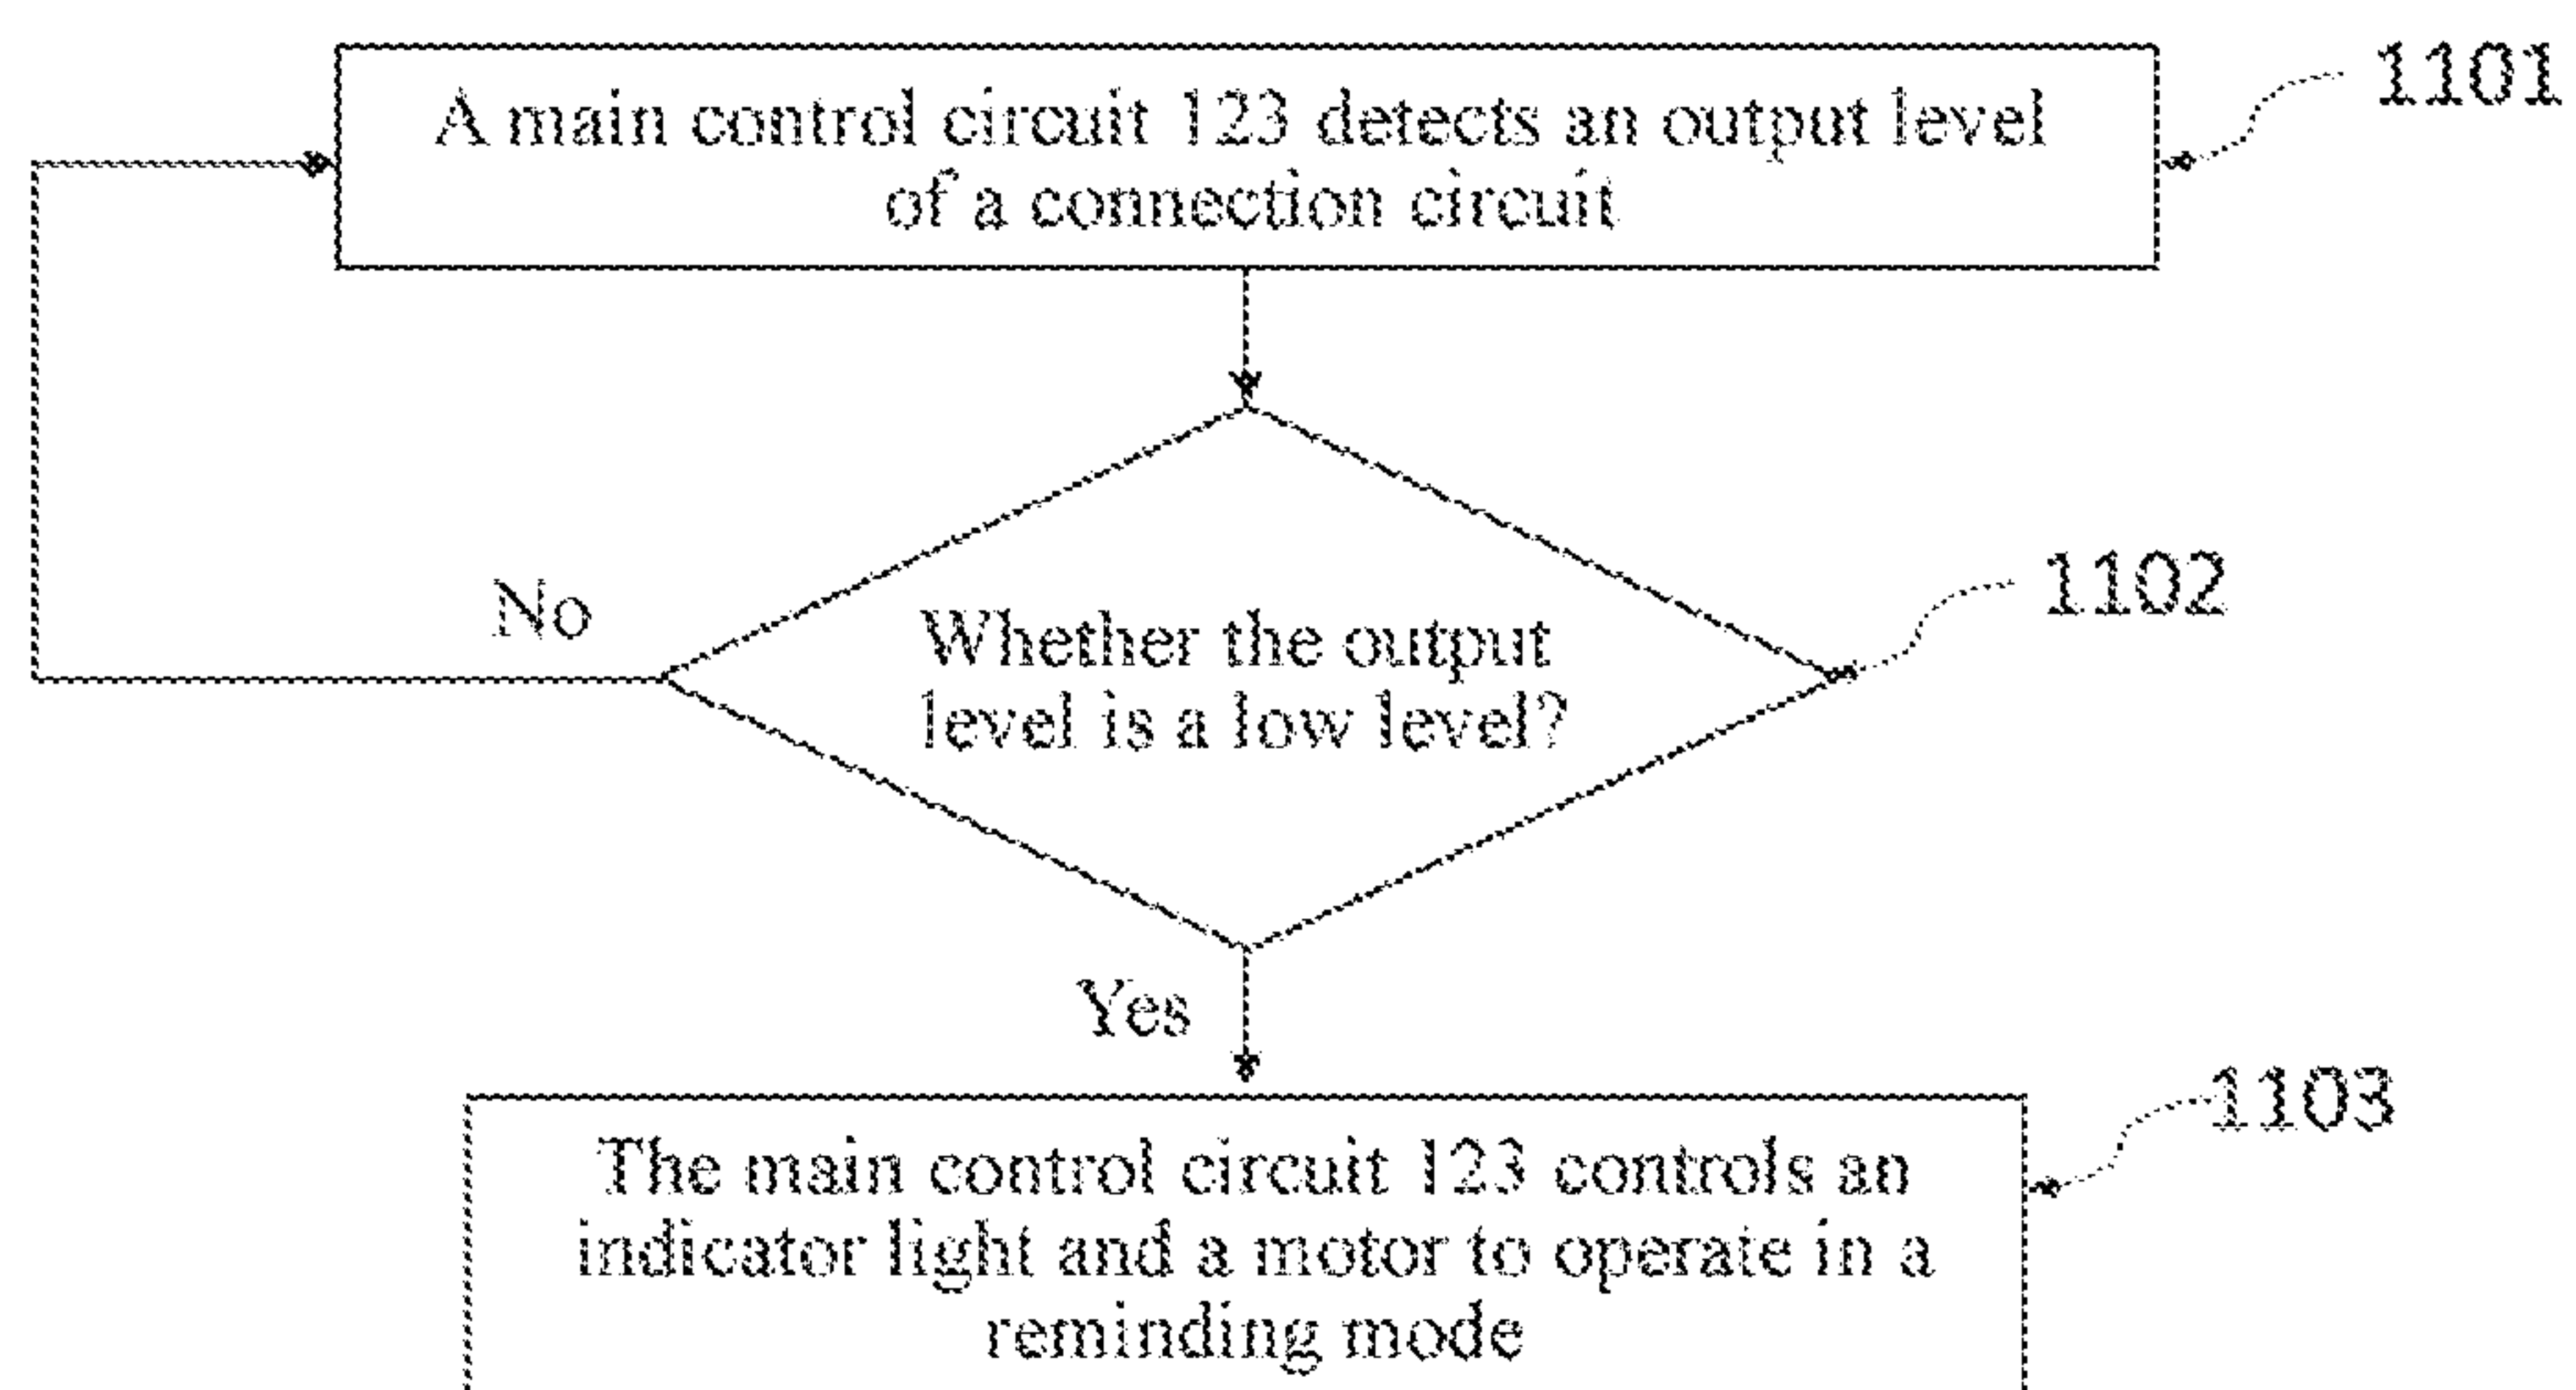 A main control circuit 123 detects an output level
of a connection circuit
1101
No
Whether the output
level is a low level?
1102
Yes
The main control circuit 123 controls an
indicator light and a motor to operate in a
reminding mode
1103